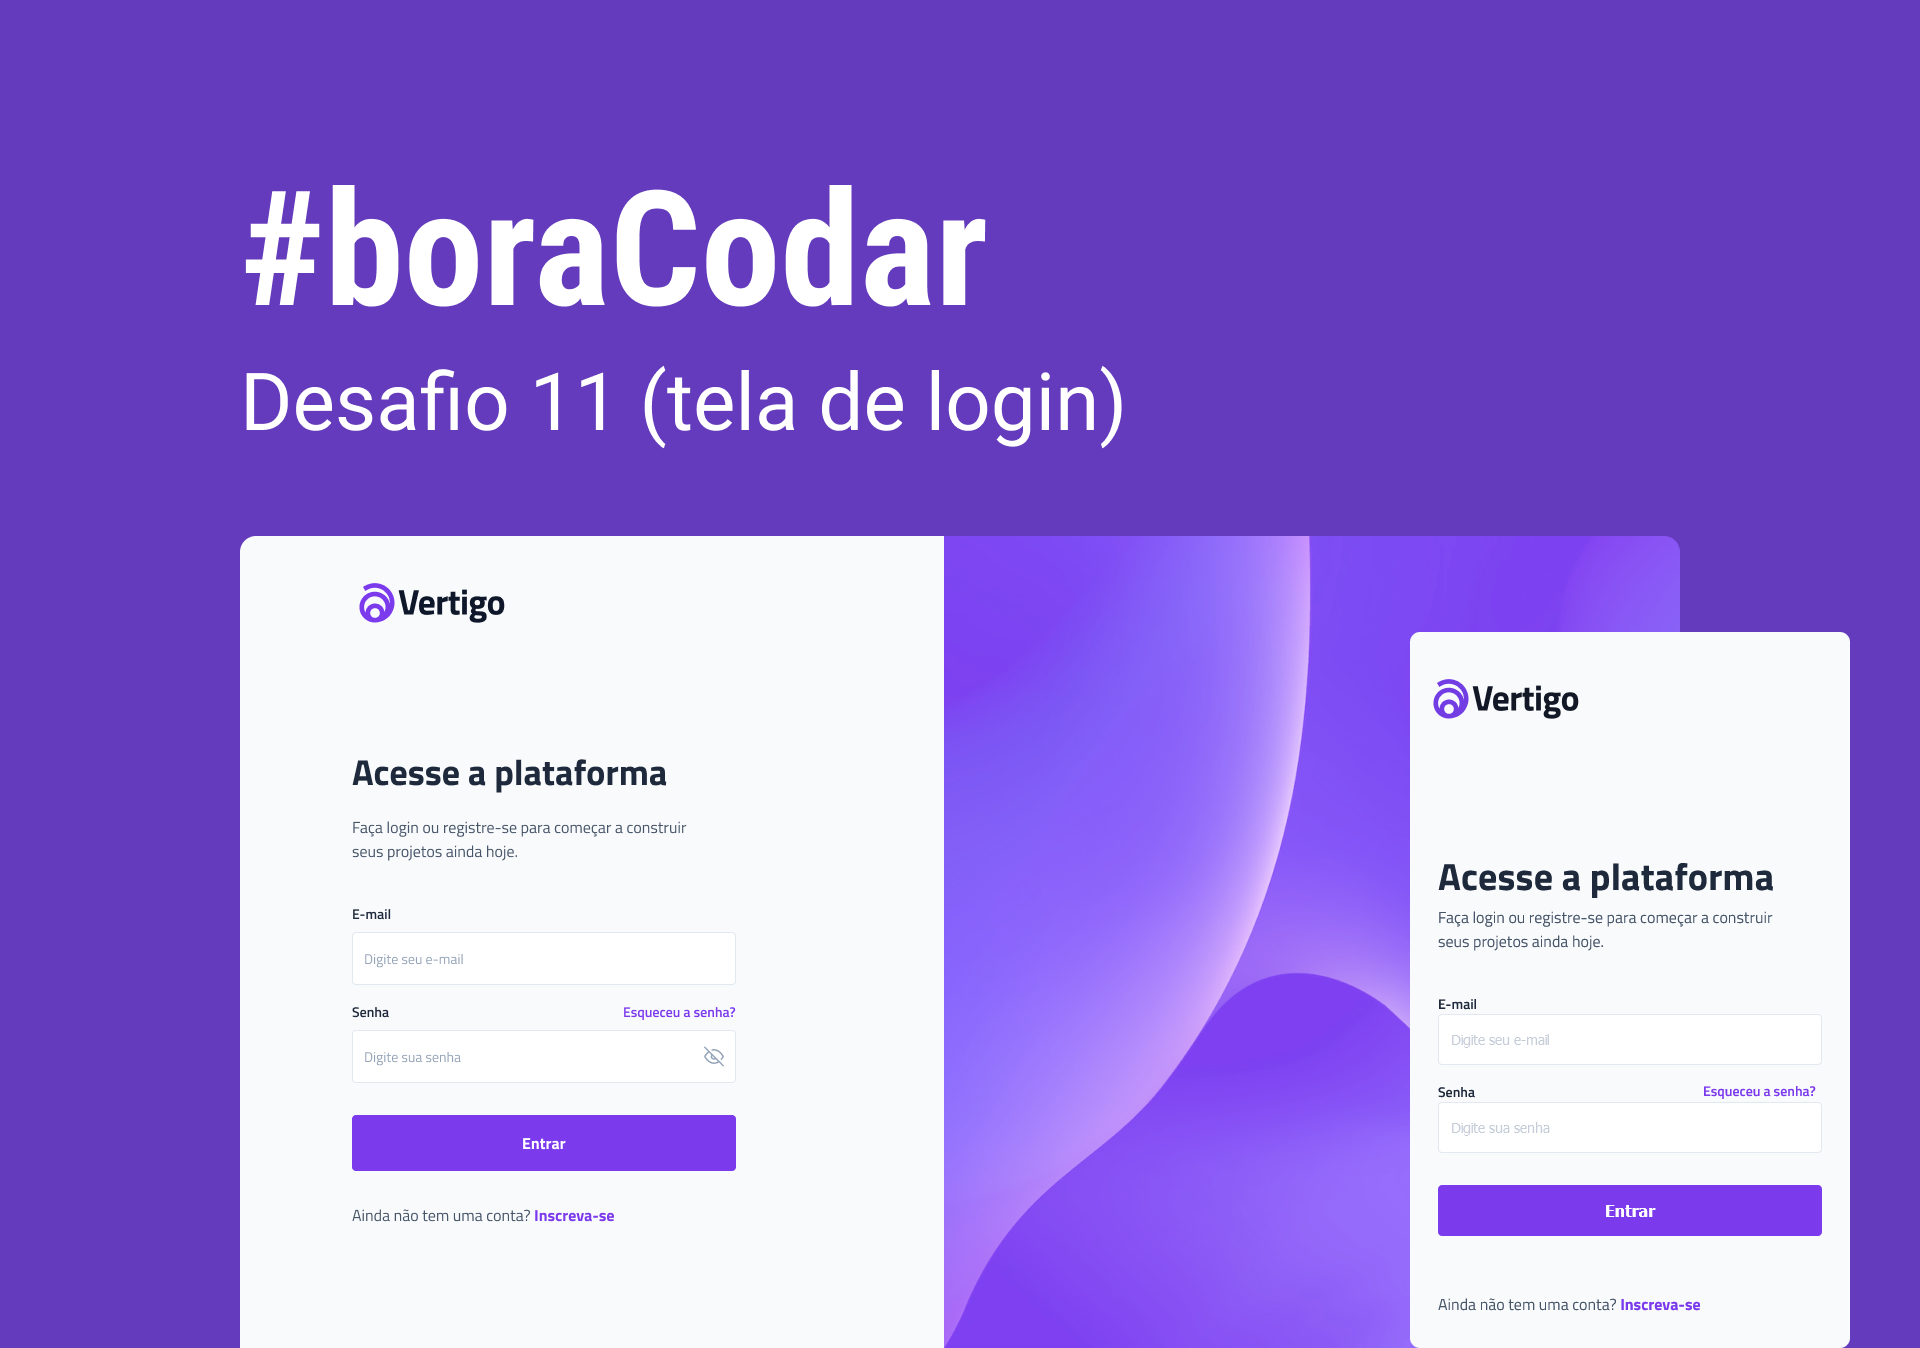 #boraCodar
Desafio 11 (tela de login)
Vertigo
Acesse a plataforma
Faça login ou registre-se para começar a construir
seus projetos ainda hoje.
E-mail
Digite seu e-mail
Senha Esqueceu a senha?
Digite sua senha
Entrar
Ainda não tem uma conta? Inscreva-se
Vertigo
Acesse a plataforma
Faça login ou registre-se para começar a construir
seus projetos ainda hoje.
E-mail
Digite seu e-mail
Senha Esqueceu a senha?
Digite sua senha
Entrar
Ainda não tem uma conta? Inscreva-se